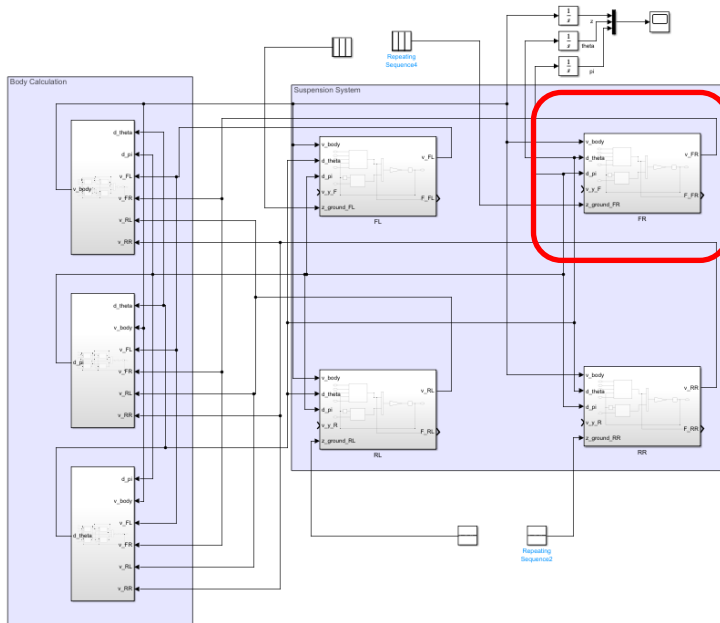 1
s
z
1
s
theta
1
s
pi
Repeating
Sequence4
Body Calculation
d_theta
d_pi
v_FL
v_body
v_FR
v_RL
v_RR
d_theta
v_body
v_FL
d_pi
v_FR
v_RL
v_RR
d_pi
v_body
v_FL
d_theta
v_FR
v_RL
v_RR
Suspension System
v_body
d_theta
d_pi
v_y_F
z_ground_FL
v_FL
F_FL
FL
v_body
d_theta
d_pi
v_y_F
z_ground_FR
v_FR
F_FR
FR
v_body
d_theta
d_pi
v_y_R
z_ground_RL
v_RL
F_RL
RL
v_body
d_theta
d_pi
v_y_R
z_ground_RR
v_RR
F_RR
RR
Repeating
Sequence2